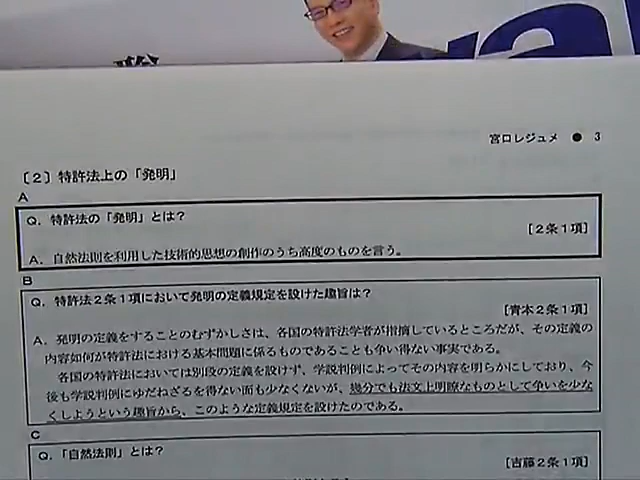 宮口レジュメ ● 3
〔2〕特許法上の「発明」
A
Q．特許法の「発明」とは？
［2条1項］
A．自然法則を利用した技術的思想の創作のうち高度のものを言う。
B
Q．特許法2条1項において発明の定義規定を設けた趣旨は？
［青本2条1項］
A．発明の定義をすることのむずかしさは、各国の特許法学者が指摘しているところだが、その定義の
内容如何が特許法における基本問題に係るものであることも争い得ない事実である。
各国の特許法においては別段の定義を設けず、学説判例によってその内容を明らかにしており、今
後も学説判例にゆだねざるを得ない面も少なくないが、幾分でも法文上明瞭なものとして争いを少な
くしようという趣旨から、このような定義規定を設けたのである。
C
Q．「自然法則」とは？
［吉藤2条1項］